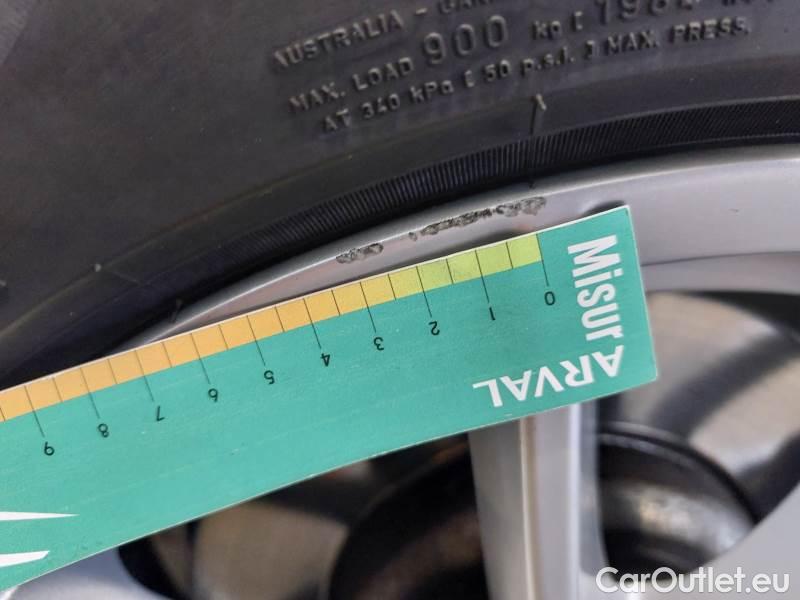 AUSTRALIA -
MAX. LOAD 900 kg [
AT 340 kPa [ 50 p.s.i. ] MAX. PRESS.
Misur
ARVAL
0
1
2
3
4
5
6
7
8
9
CarOutlet.eu